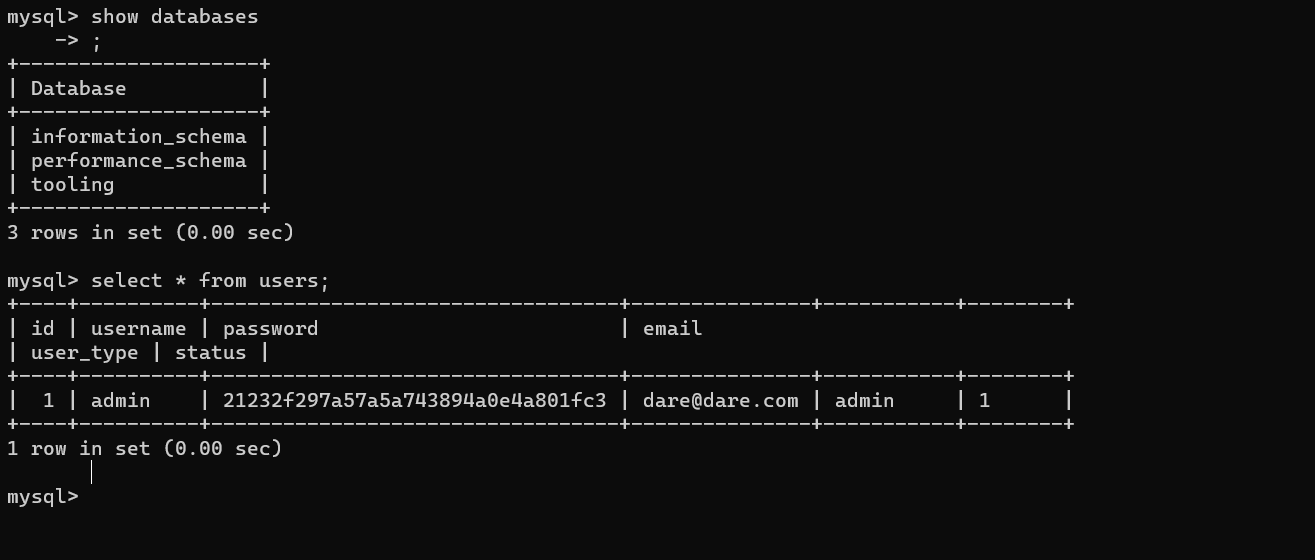 mysql> show databases
    -> ;
+--------------------+
| Database           |
+--------------------+
| information_schema |
| performance_schema |
| tooling            |
+--------------------+
3 rows in set (0.00 sec)

mysql> select * from users;
+----+----------+----------------------------------+---------------+-----------+--------+
| id | username | password                         | email
| user_type | status |
+----+----------+----------------------------------+---------------+-----------+--------+
|  1 | admin    | 21232f297a57a5a743894a0e4a801fc3 | dare@dare.com | admin     | 1      |
+----+----------+----------------------------------+---------------+-----------+--------+
1 row in set (0.00 sec)

mysql>